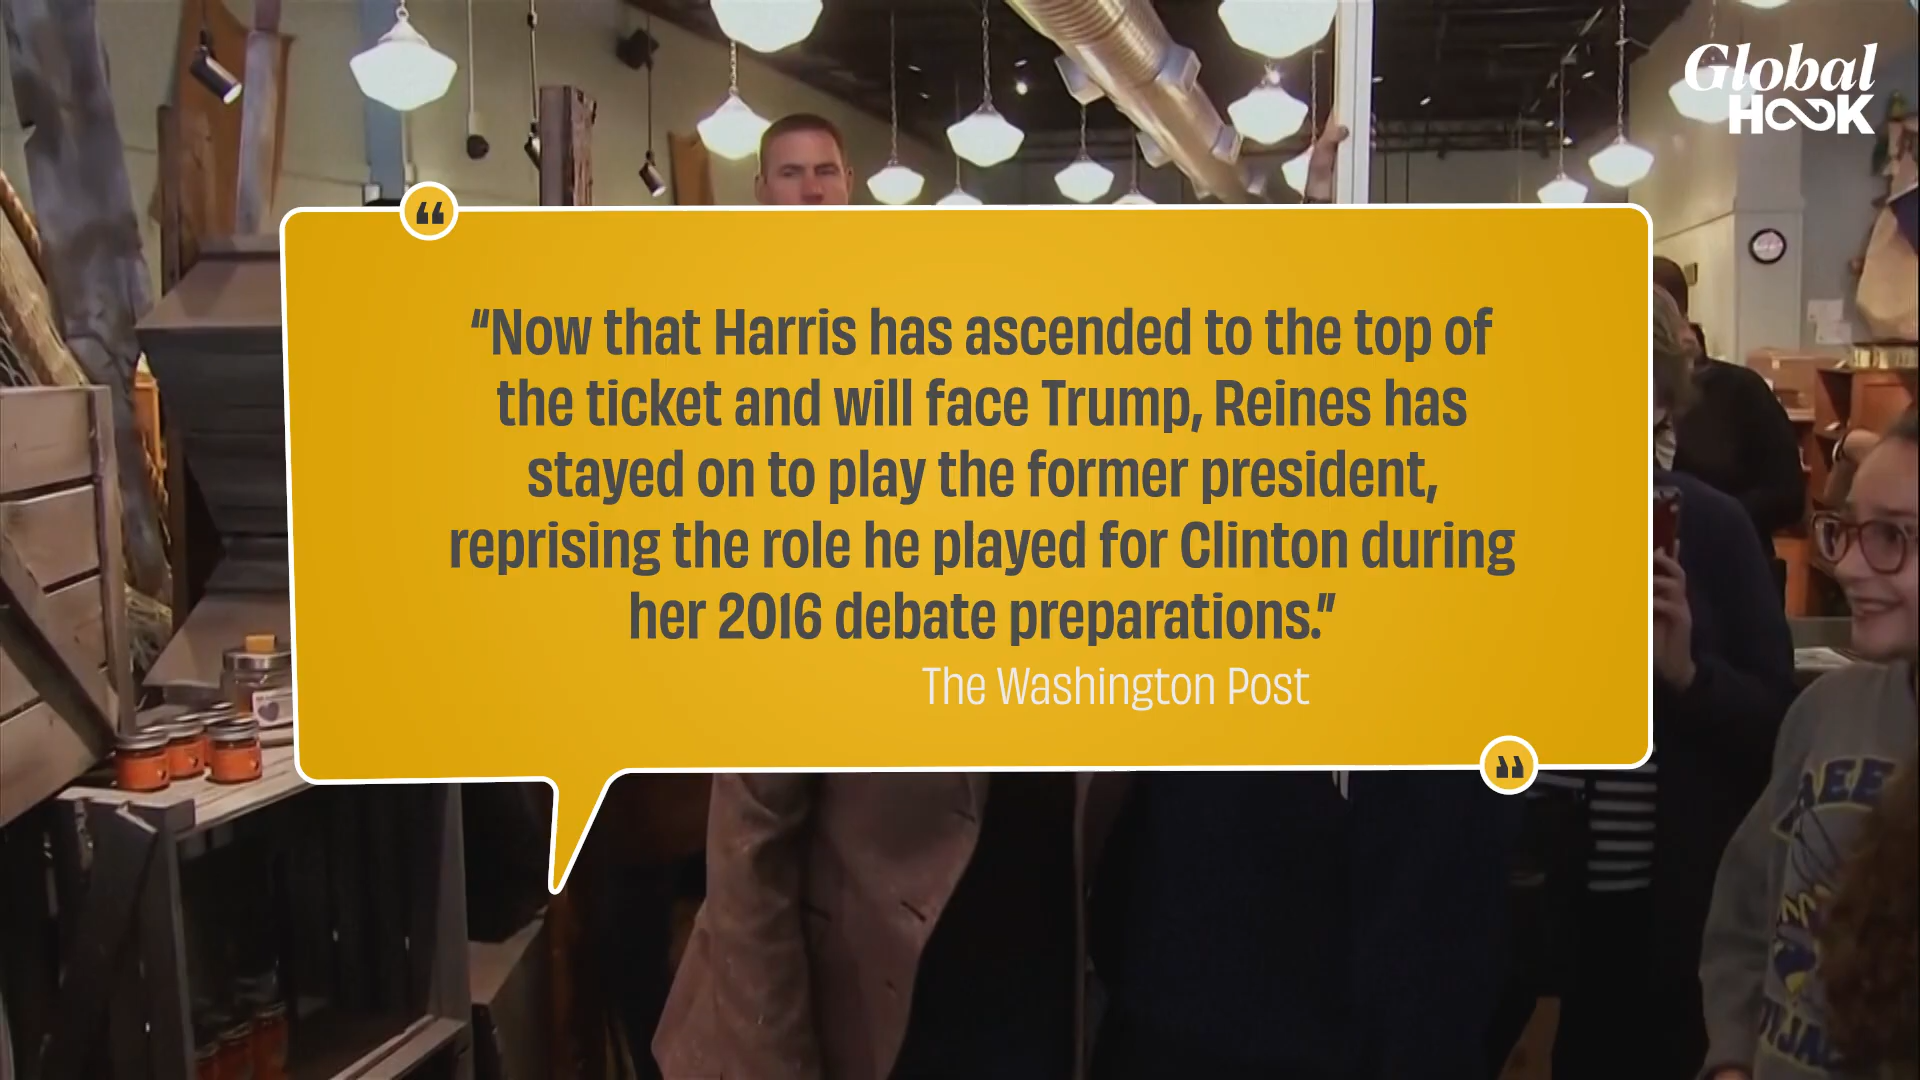 Global
HOOK
“Now that Harris has ascended to the top of
the ticket and will face Trump, Reines has
stayed on to play the former president,
reprising the role he played for Clinton during
her 2016 debate preparations.”
The Washington Post